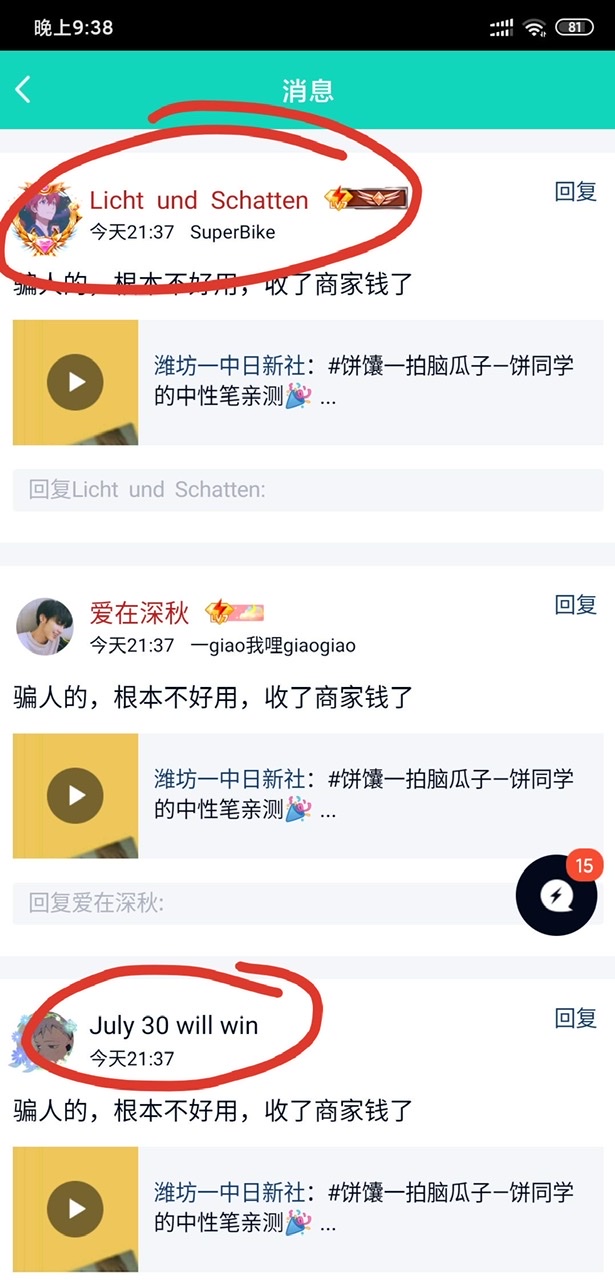 晚上9:38
81
消息
Licht und Schatten
回复
今天21:37 SuperBike
骗人的，根本不好用，收了商家钱了
潍坊一中日新社：#饼馕一拍脑瓜子—饼同学
的中性笔亲测🎉 ...
回复Licht und Schatten:
爱在深秋
LV7
回复
今天21:37 一giao我哩giaogiao
骗人的，根本不好用，收了商家钱了
潍坊一中日新社：#饼馕一拍脑瓜子—饼同学
的中性笔亲测🎉 ...
回复爱在深秋:
15
July 30 will win
回复
今天21:37
骗人的，根本不好用，收了商家钱了
潍坊一中日新社：#饼馕一拍脑瓜子—饼同学
的中性笔亲测🎉 ...